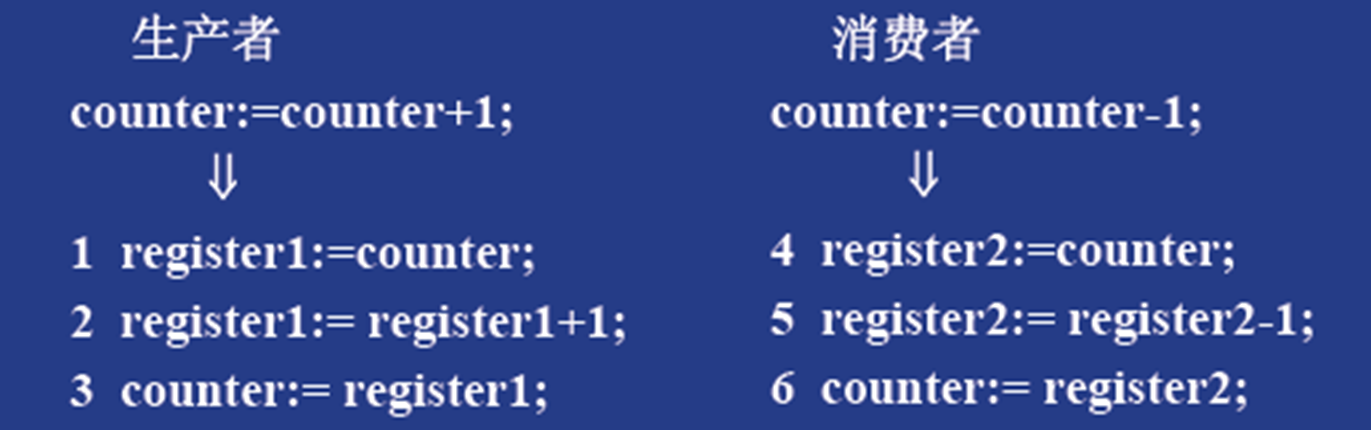 生产者
counter:=counter+1;
⇓
1 register1:=counter;
2 register1:= register1+1;
3 counter:= register1;
消费者
counter:=counter-1;
⇓
4 register2:=counter;
5 register2:= register2-1;
6 counter:= register2;